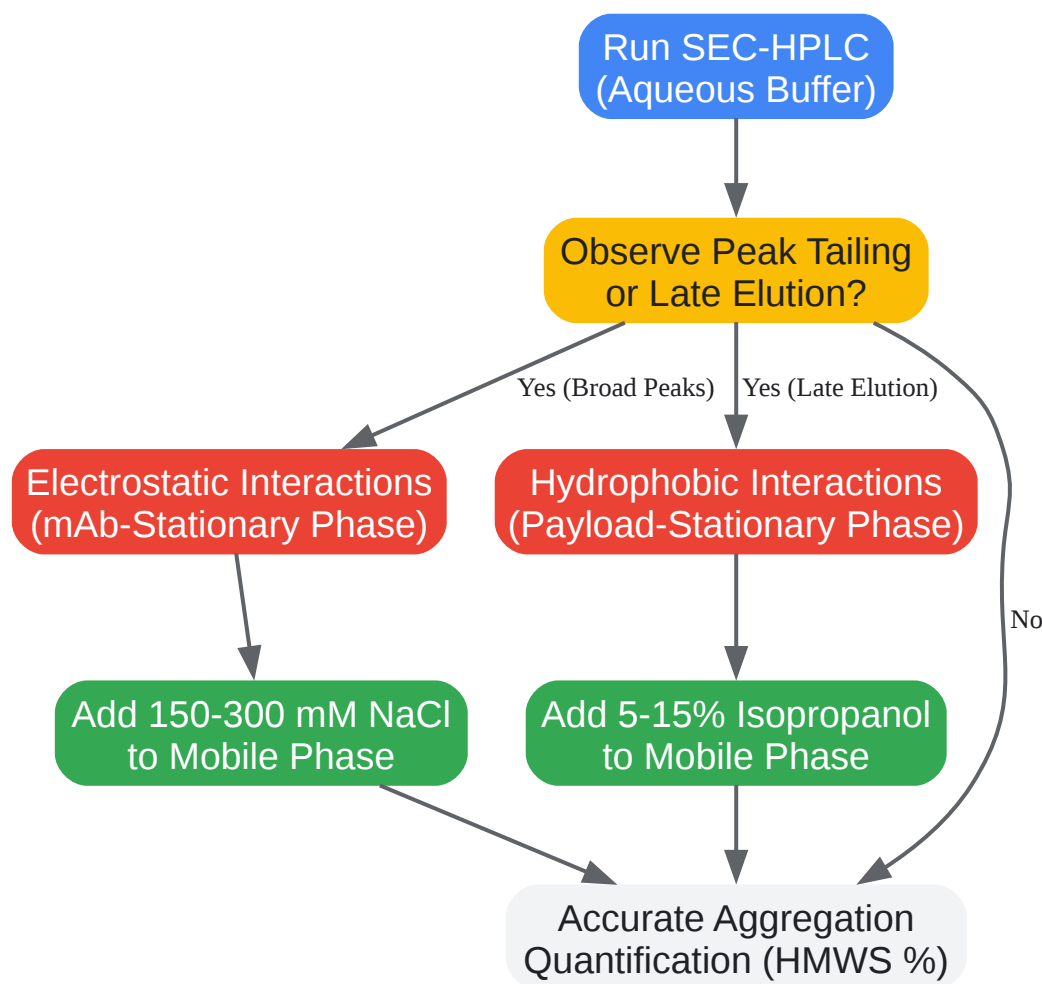 Run SEC-HPLC
(Aqueous Buffer)
Observe Peak Tailing
or Late Elution?
Yes (Broad Peaks)
Yes (Late Elution)
No
Electrostatic Interactions
(mAb-Stationary Phase)
Hydrophobic Interactions
(Payload-Stationary Phase)
Add 150-300 mM NaCl
to Mobile Phase
Add 5-15% Isopropanol
to Mobile Phase
Accurate Aggregation
Quantification (HMWS %)